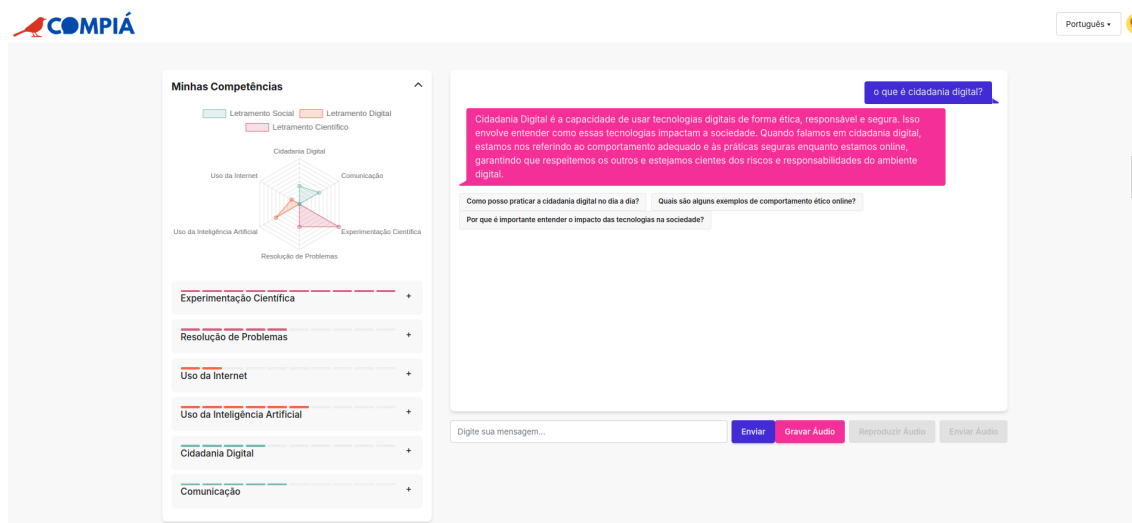 COMPIÁ
Português
Minhas Competências
Letramento Social
Letramento Digital
Letramento Científico
Cidadania Digital
Uso da Internet
Comunicação
Uso da Inteligência Artificial
Experimentação Científica
Resolução de Problemas
Experimentação Científica
+
Resolução de Problemas
+
Uso da Internet
+
Uso da Inteligência Artificial
+
Cidadania Digital
+
Comunicação
+
o que é cidadania digital?
Cidadania Digital é a capacidade de usar tecnologias digitais de forma ética, responsável e segura. Isso
envolve entender como essas tecnologias impactam a sociedade. Quando falamos em cidadania digital,
estamos nos referindo ao comportamento adequado e às práticas seguras enquanto estamos online,
garantindo que respeitemos os outros e estejamos cientes dos riscos e responsabilidades do ambiente
digital.
Como posso praticar a cidadania digital no dia a dia?
Quais são alguns exemplos de comportamento ético online?
Por que é importante entender o impacto das tecnologias na sociedade?
Digite sua mensagem...
Enviar
Gravar Áudio
Reproduzir Áudio
Enviar Áudio